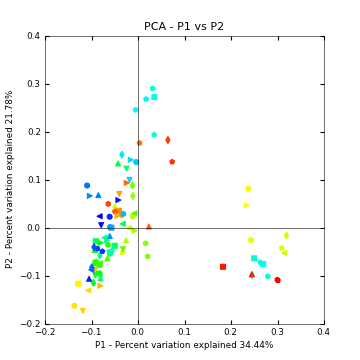 PCA - P1 vs P2
0.4
0.3
0.2
0.1
0.0
−0.1
−0.2
P2 - Percent variation explained 21.78%
−0.2 −0.1 0.0 0.1 0.2 0.3 0.4
P1 - Percent variation explained 34.44%